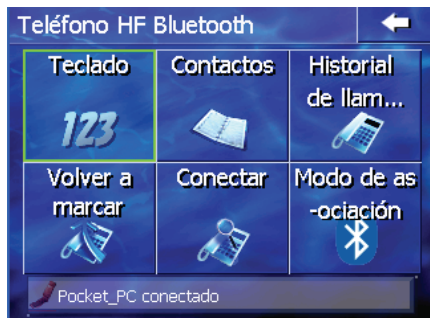 Teléfono HF Bluetooth
Teclado
123
Contactos
Historial
de llam...
Volver a
marcar
Conectar
Modo de as
-ociación
Pocket_PC conectado